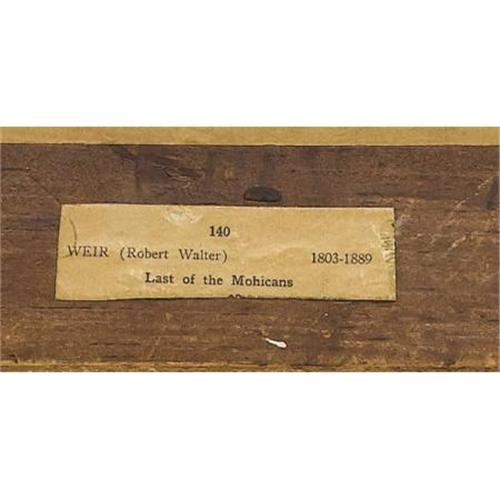 140
WEIR (Robert Walter) 1803-1889
Last of the Mohicans